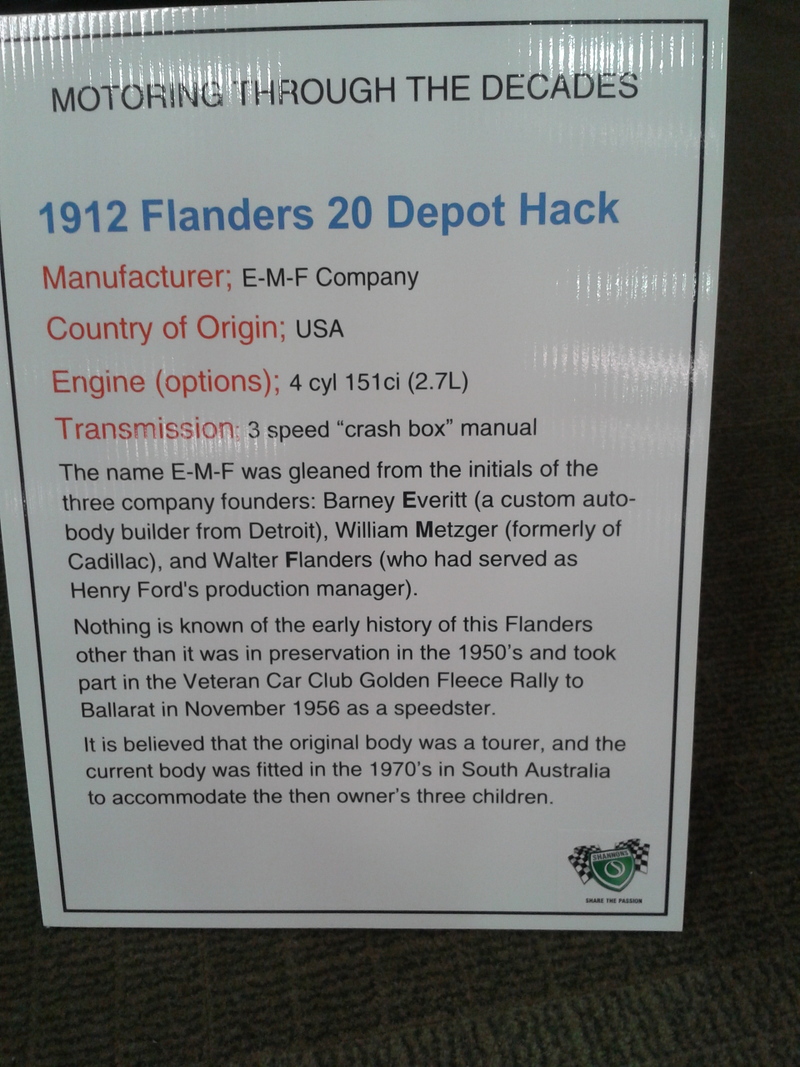 MOTORING THROUGH THE DECADES
1912 Flanders 20 Depot Hack
Manufacturer; E-M-F Company
Country of Origin; USA
Engine (options); 4 cyl 151ci (2.7L)
Transmission; 3 speed “crash box” manual
The name E-M-F was gleaned from the initials of the
three company founders: Barney Everitt (a custom auto-
body builder from Detroit), William Metzger (formerly of
Cadillac), and Walter Flanders (who had served as
Henry Ford's production manager).
Nothing is known of the early history of this Flanders
other than it was in preservation in the 1950’s and took
part in the Veteran Car Club Golden Fleece Rally to
Ballarat in November 1956 as a speedster.
It is believed that the original body was a tourer, and the
current body was fitted in the 1970’s in South Australia
to accommodate the then owner’s three children.
SHANNONS
SHARE THE PASSION